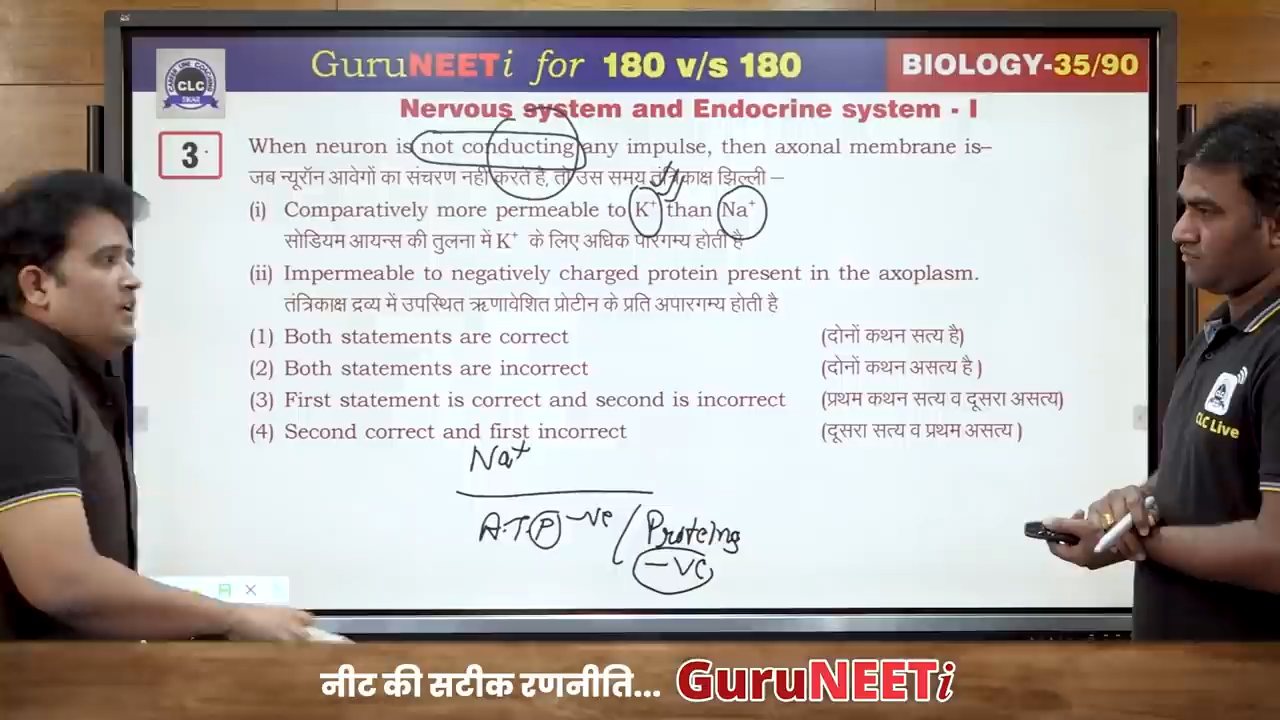 GuruNEETi for 180 v/s 180
BIOLOGY-35/90
CLC
Nervous system and Endocrine system - I
3
When neuron is not conducting any impulse, then axonal membrane is–
जब न्यूरॉन आवेगों का संचरण नहीं करते है, तो उस समय तंत्रिकाक्ष झिल्ली –
(i) Comparatively more permeable to K⁺ than Na⁺
सोडियम आयन्स की तुलना में K⁺ के लिए अधिक पारगम्य होती है
(ii) Impermeable to negatively charged protein present in the axoplasm.
तंत्रिकाक्ष द्रव्य में उपस्थित ऋणावेशित प्रोटीन के प्रति अपारगम्य होती है
(1) Both statements are correct (दोनों कथन सत्य है)
(2) Both statements are incorrect (दोनों कथन असत्य है )
(3) First statement is correct and second is incorrect (प्रथम कथन सत्य व दूसरा असत्य)
(4) Second correct and first incorrect (दूसरा सत्य व प्रथम असत्य )
Na⁺
A.T.P -ve / Proteins
-ve
CLC Live
नीट की सटीक रणनीति... GuruNEETi